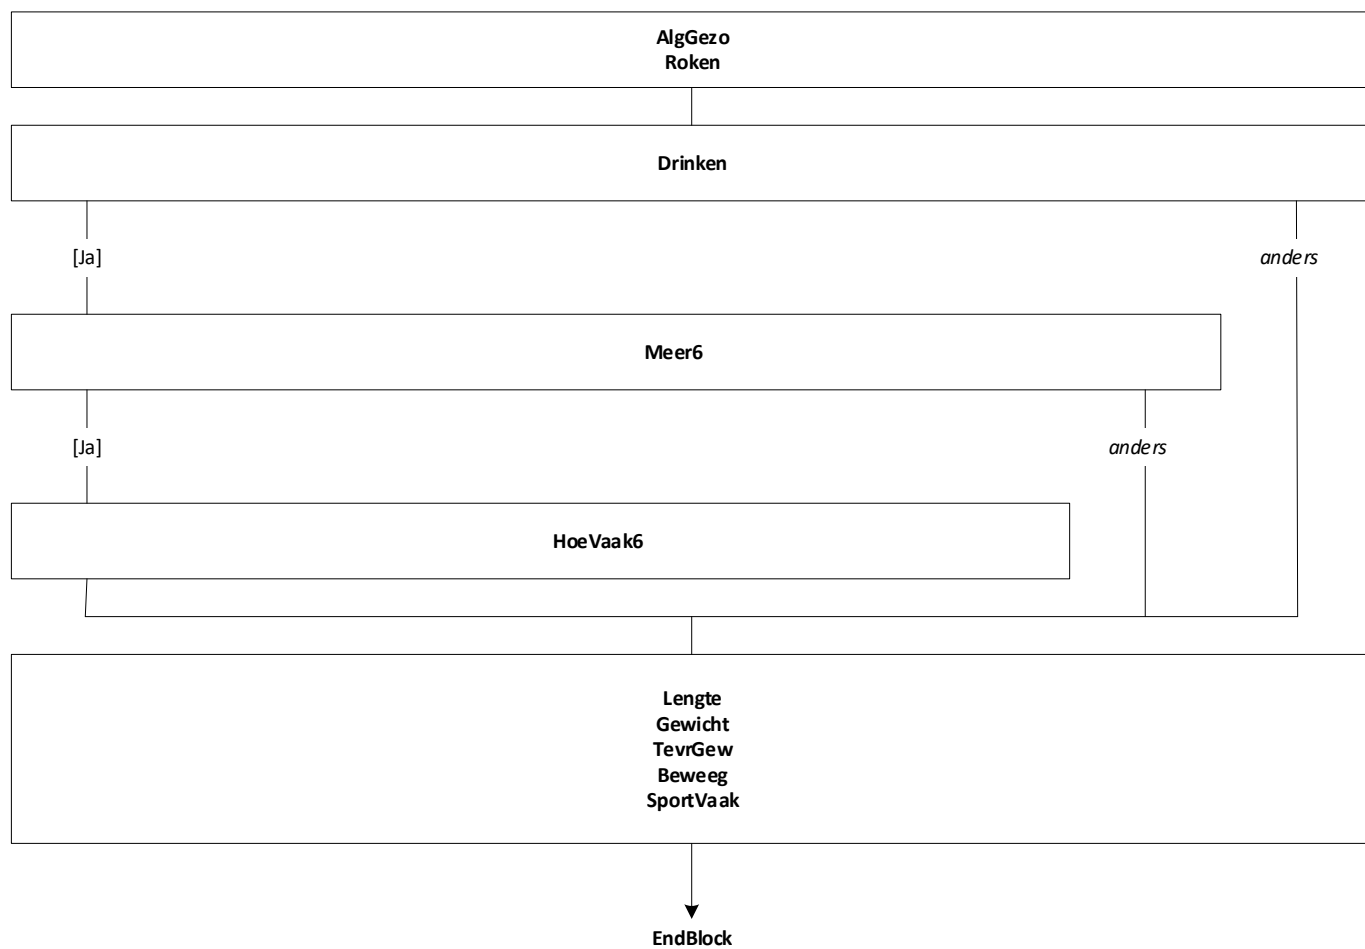 AlgGezo
Roken
Drinken
[Ja]
anders
Meer6
[Ja]
anders
HoeVaak6
Lengte
Gewicht
TevrGew
Beweeg
SportVaak
EndBlock